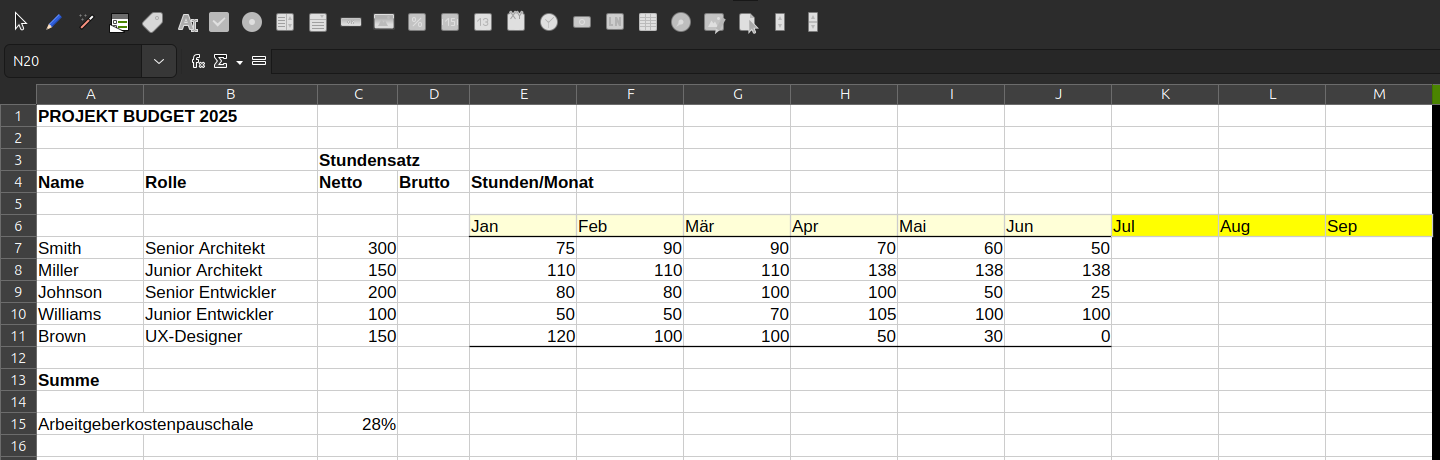 N20
A B C D E F G H I J K L M
1 PROJEKT BUDGET 2025
2
3 Stundensatz
4 Name Rolle Netto Brutto Stunden/Monat
5
6 Jan Feb Mär Apr Mai Jun Jul Aug Sep
7 Smith Senior Architekt 300 75 90 90 70 60 50
8 Miller Junior Architekt 150 110 110 110 138 138 138
9 Johnson Senior Entwickler 200 80 80 100 100 50 25
10 Williams Junior Entwickler 100 50 50 70 105 100 100
11 Brown UX-Designer 150 120 100 100 50 30 0
12
13 Summe
14
15 Arbeitgeberkostenpauschale 28%
16